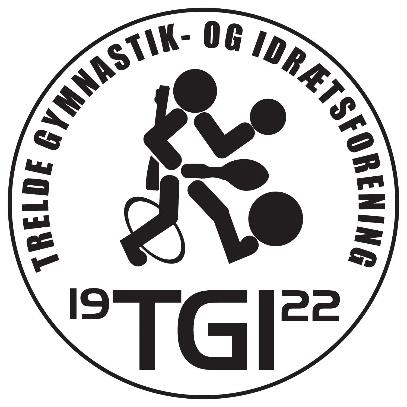 TRELDE GYMNASTIK- OG IDRÆTSFORENING
19 TGI 22